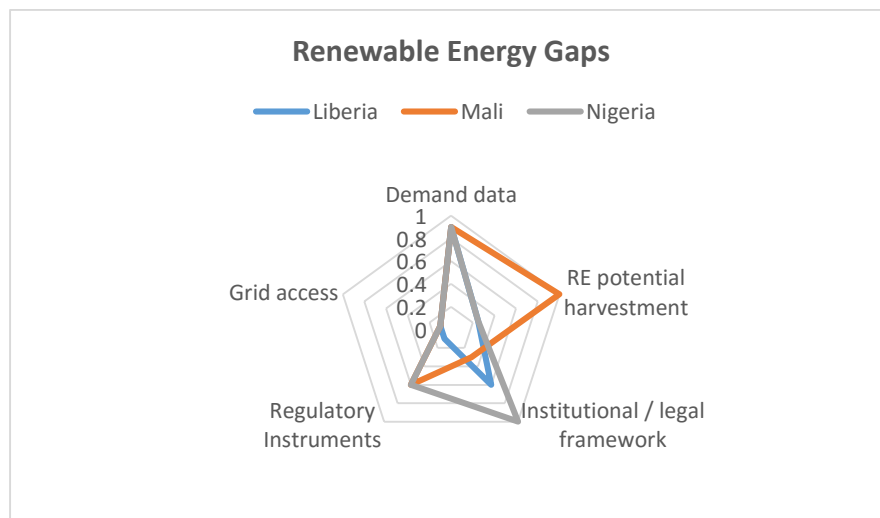 Renewable Energy Gaps
Liberia Mali Nigeria
Demand data
1
0.8
0.6
0.4
0.2
0
Grid access
RE potential
harvestment
Regulatory
Instruments
Institutional / legal
framework